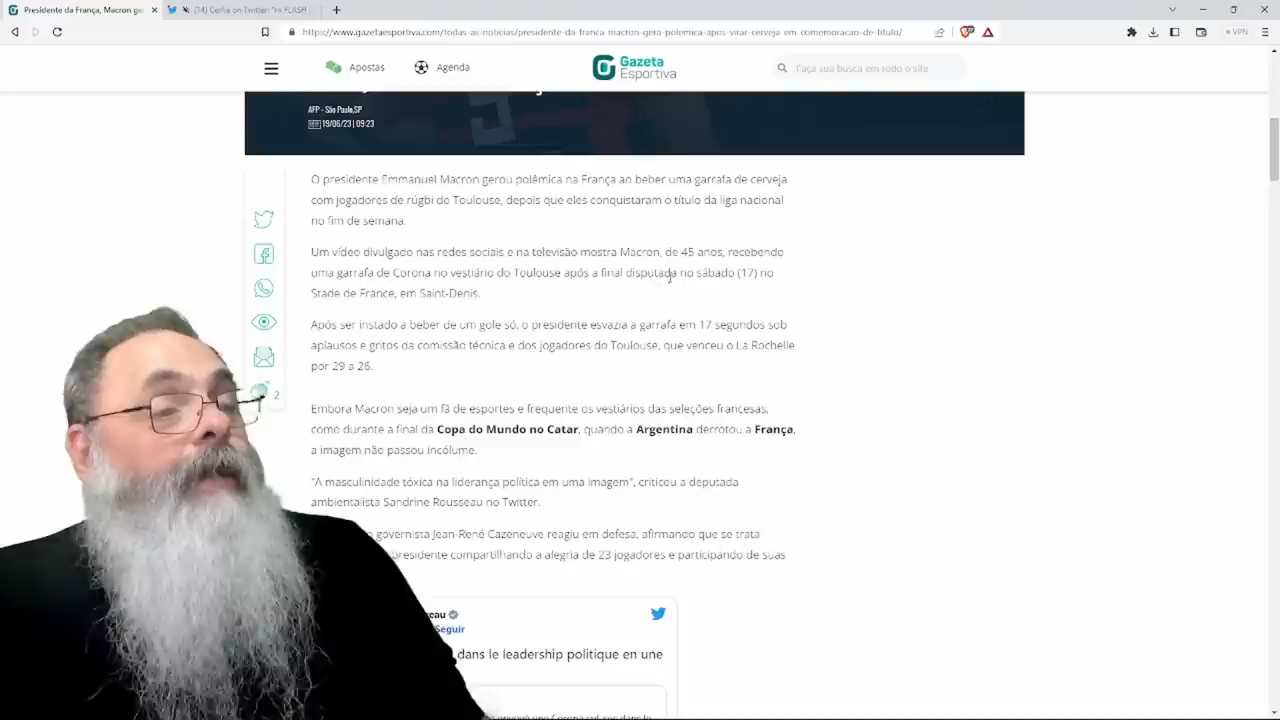 Presidente da França, Macron ge
(14) Cerfia on Twitter: "FLASH
https://www.gazetaesportiva.com/todas-as-noticias/presidente-da-franca-macron-gera-polemica-apos-virar-cerveja-em-comemoracao-de-titulo/
VPN
Apostas
Agenda
Gazeta
Esportiva
Faça sua busca em todo o site
AFP - São Paulo,SP
19/06/23 | 09:23
O presidente Emmanuel Macron gerou polêmica na França ao beber uma garrafa de cerveja
com jogadores de rúgbi do Toulouse, depois que eles conquistaram o título da liga nacional
no fim de semana.
Um vídeo divulgado nas redes sociais e na televisão mostra Macron, de 45 anos, recebendo
uma garrafa de Corona no vestiário do Toulouse após a final disputada no sábado (17) no
Stade de France, em Saint-Denis.
Após ser instado a beber de um gole só, o presidente esvazia a garrafa em 17 segundos sob
aplausos e gritos da comissão técnica e dos jogadores do Toulouse, que venceu o La Rochelle
por 29 a 26.
2
Embora Macron seja um fã de esportes e frequente os vestiários das seleções francesas,
como durante a final da Copa do Mundo no Catar, quando a Argentina derrotou a França,
a imagem não passou incólume.
"A masculinidade tóxica na liderança política em uma imagem", criticou a deputada
ambientalista Sandrine Rousseau no Twitter.
governista Jean-René Cazeneuve reagiu em defesa, afirmando que se trata
presidente compartilhando a alegria de 23 jogadores e participando de suas
eau
Seguir
dans le leadership politique en une
envoyé une Corona cul-sec dans le